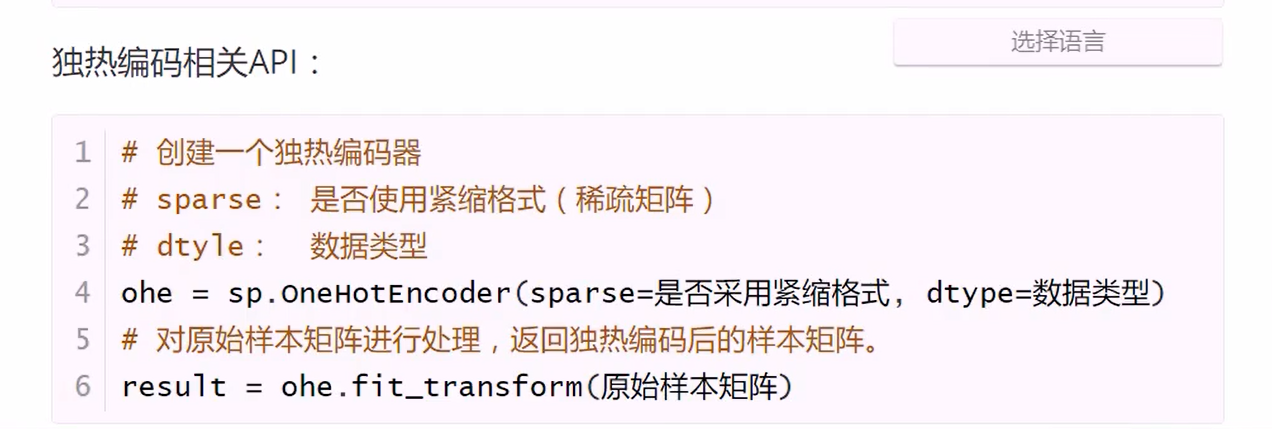 独热编码相关API：
选择语言
1 # 创建一个独热编码器
2 # sparse： 是否使用紧缩格式（稀疏矩阵）
3 # dtyle：  数据类型
4 ohe = sp.OneHotEncoder(sparse=是否采用紧缩格式, dtype=数据类型)
5 # 对原始样本矩阵进行处理，返回独热编码后的样本矩阵。
6 result = ohe.fit_transform(原始样本矩阵)